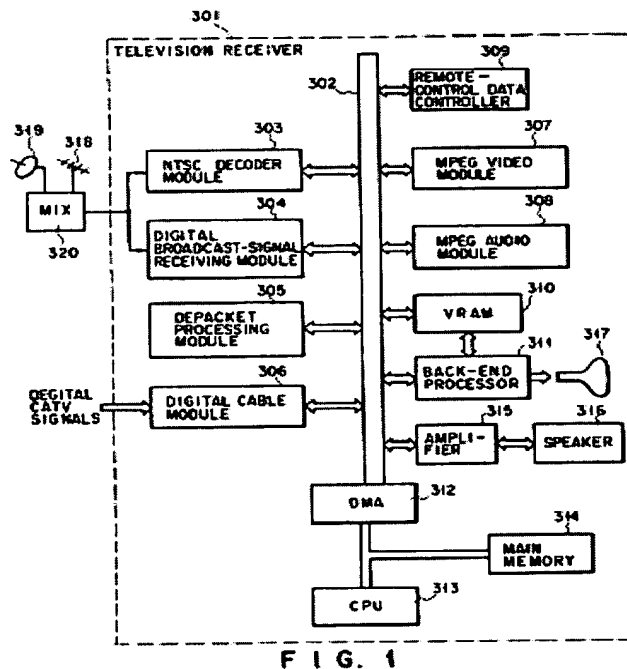 301
TELEVISION RECEIVER
302
309
REMOTE-
CONTROL DATA
CONTROLLER
319
318
303
NTSC DECODER
MODULE
307
MPEG VIDEO
MODULE
MIX
320
304
DIGITAL
BROADCAST-SIGNAL
RECEIVING MODULE
308
MPEG AUDIO
MODULE
305
DEPACKET
PROCESSING
MODULE
310
VRAM
311
BACK-END
PROCESSOR
317
DEGITAL
CATV
SIGNALS
306
DIGITAL CABLE
MODULE
315
AMPLI-
FIER
316
SPEAKER
DMA
312
314
MAIN
MEMORY
CPU
313
FIG. 1